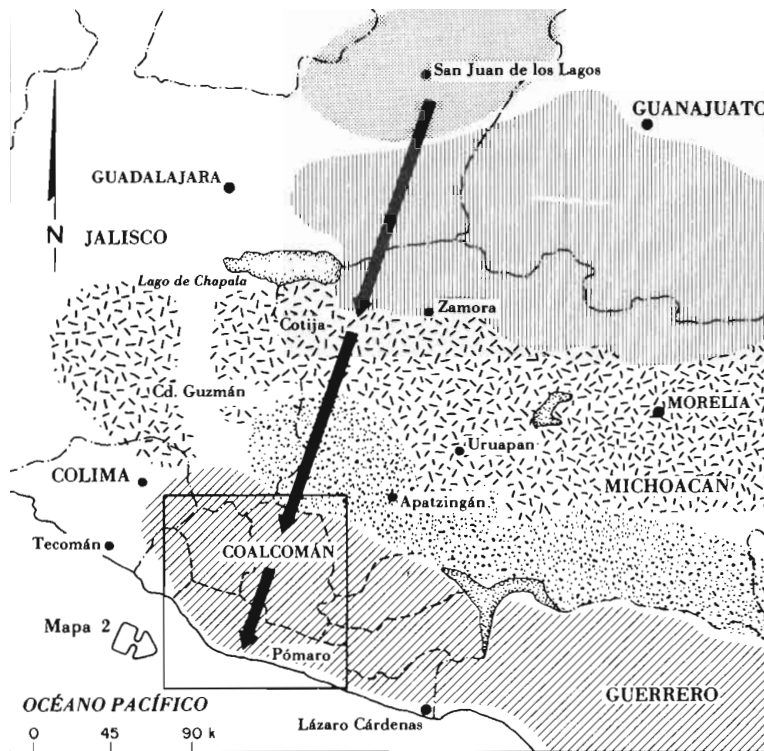 San Juan de los Lagos
GUANAJUATO
GUADALAJARA
N
JALISCO
Lago de Chapala
Zamora
Cotija
Cd. Guzmán
MORELIA
Uruapan
COLIMA
MICHOACÁN
Apatzingán
Tecomán
COALCOMÁN
Mapa 2
Pómaro
OCÉANO PACÍFICO
GUERRERO
Lázaro Cárdenas
0 45 90 k